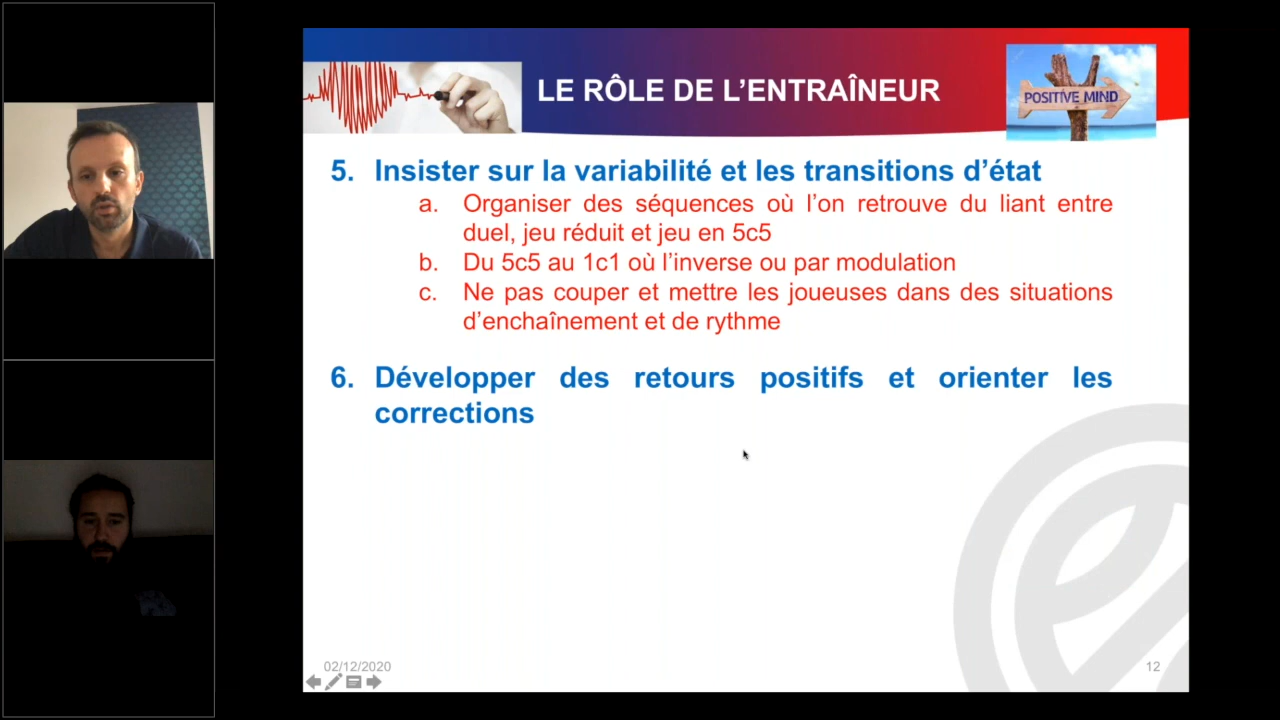 LE RÔLE DE L'ENTRAÎNEUR
POSITIVE MIND
5. Insister sur la variabilité et les transitions d'état
a. Organiser des séquences où l'on retrouve du liant entre
duel, jeu réduit et jeu en 5c5
b. Du 5c5 au 1c1 où l'inverse ou par modulation
c. Ne pas couper et mettre les joueuses dans des situations
d'enchaînement et de rythme
6. Développer des retours positifs et orienter les
corrections
02/12/2020
12